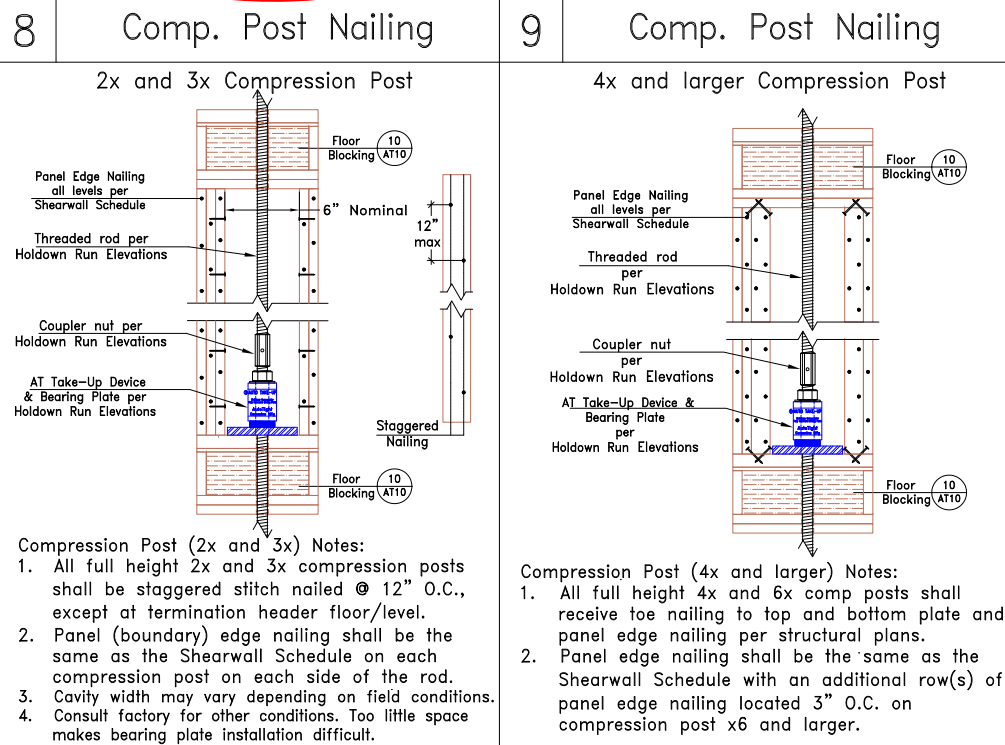 8
Comp. Post Nailing
2x and 3x Compression Post
Floor
Blocking
10
AT10
Panel Edge Nailing
all levels per
Shearwall Schedule
6" Nominal
12"
max
Threaded rod per
Holdown Run Elevations
Coupler nut per
Holdown Run Elevations
AT Take-Up Device
& Bearing Plate per
Holdown Run Elevations
Staggered
Nailing
Floor
Blocking
10
AT10
Compression Post (2x and 3x) Notes:
1. All full height 2x and 3x compression posts
shall be staggered stitch nailed @ 12" O.C.,
except at termination header floor/level.
2. Panel (boundary) edge nailing shall be the
same as the Shearwall Schedule on each
compression post on each side of the rod.
3. Cavity width may vary depending on field conditions.
4. Consult factory for other conditions. Too little space
makes bearing plate installation difficult.
9
Comp. Post Nailing
4x and larger Compression Post
Floor
Blocking
10
AT10
Panel Edge Nailing
all levels per
Shearwall Schedule
Threaded rod
per
Holdown Run Elevations
Coupler nut
per
Holdown Run Elevations
AT Take-Up Device &
Bearing Plate
per
Holdown Run Elevations
Floor
Blocking
10
AT10
Compression Post (4x and larger) Notes:
1. All full height 4x and 6x comp posts shall
receive toe nailing to top and bottom plate and
panel edge nailing per structural plans.
2. Panel edge nailing shall be the same as the
Shearwall Schedule with an additional row(s) of
panel edge nailing located 3" O.C. on
compression post x6 and larger.